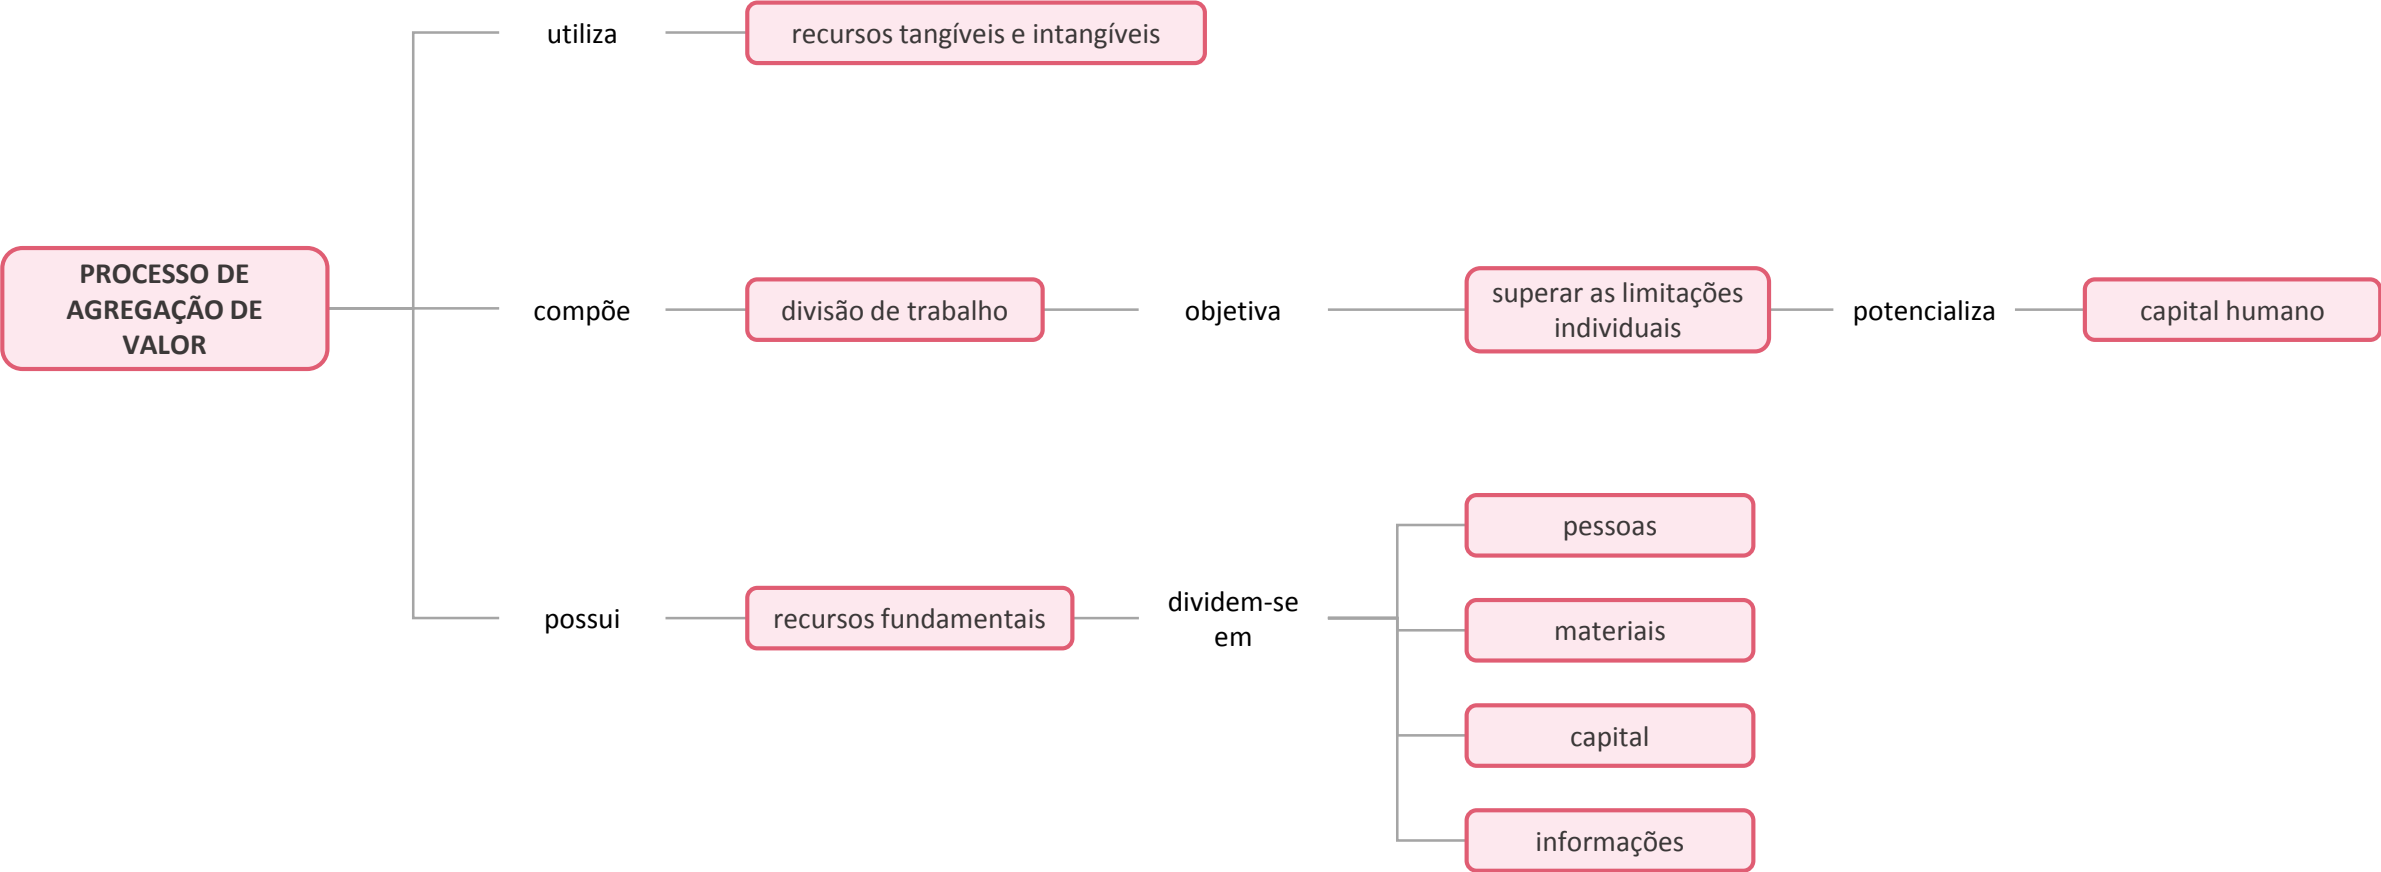 utiliza
recursos tangíveis e intangíveis
PROCESSO DE
AGREGAÇÃO DE
VALOR
compõe
divisão de trabalho
objetiva
superar as limitações
individuais
potencializa
capital humano
possui
recursos fundamentais
dividem-se
em
pessoas
materiais
capital
informações